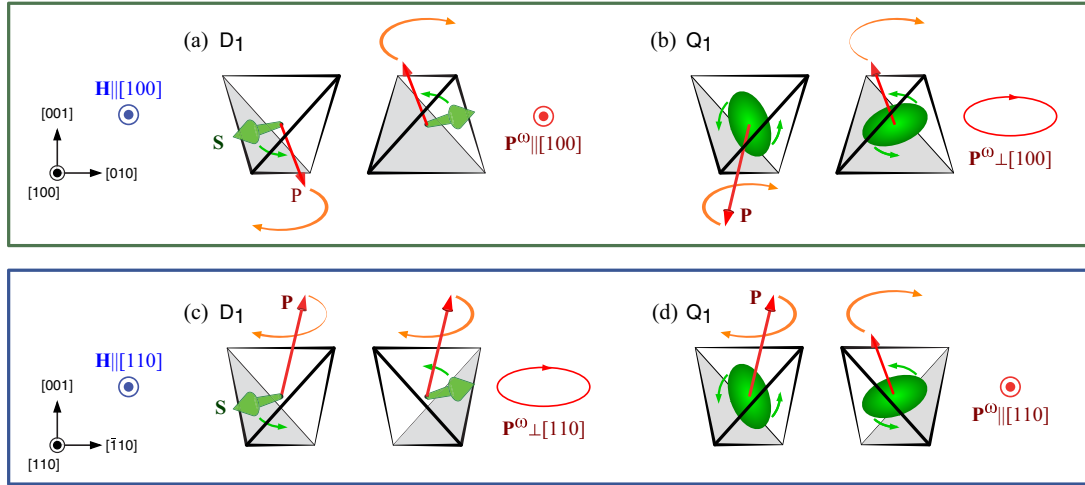 (a) D₁
(b) Q₁
H||[100]
[001]
[010]
[100]
S
P
P^ω||[100]
P
P^ω⊥[100]
(c) D₁
(d) Q₁
P
P
H||[110]
[001]
[1̄10]
[110]
S
P^ω⊥[110]
P^ω||[110]